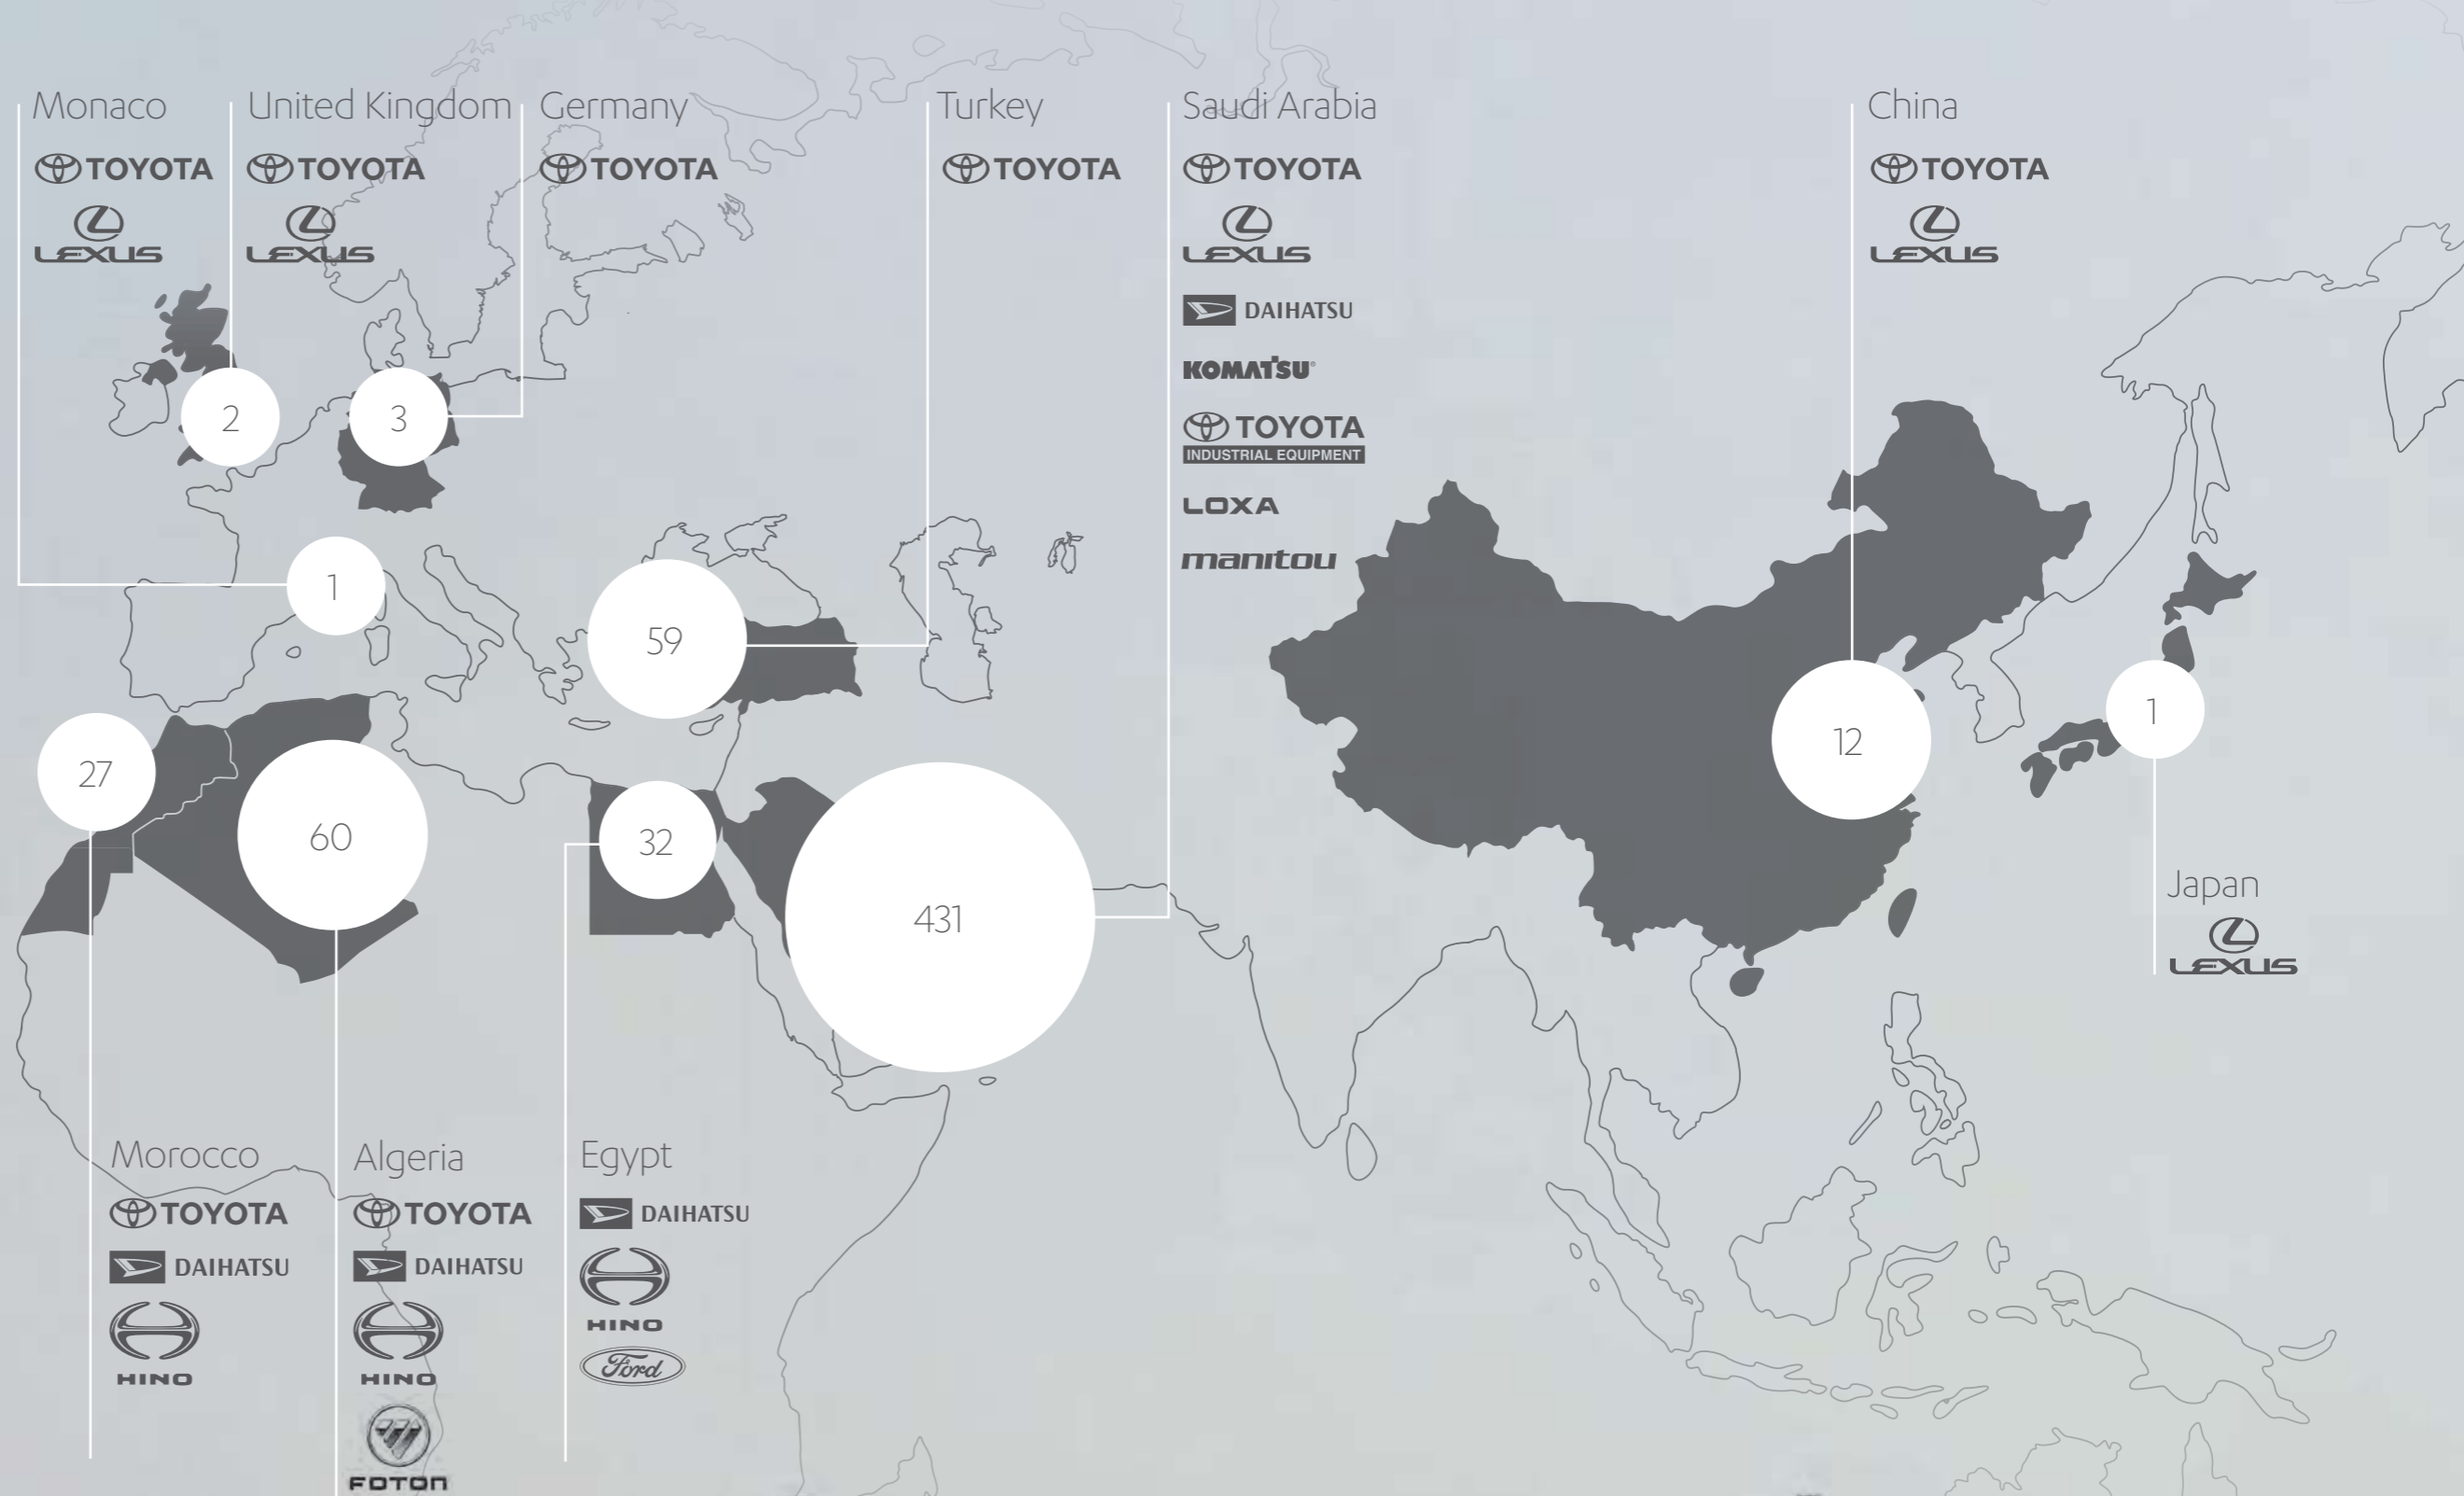 Monaco
TOYOTA
LEXUS
United Kingdom
TOYOTA
LEXUS
Germany
TOYOTA
Turkey
TOYOTA
Saudi Arabia
TOYOTA
LEXUS
DAIHATSU
KOMATSU
TOYOTA
INDUSTRIAL EQUIPMENT
LOXA
manitou
China
TOYOTA
LEXUS
2
3
1
59
27
60
32
431
12
1
Japan
LEXUS
Morocco
TOYOTA
DAIHATSU
HINO
Algeria
TOYOTA
DAIHATSU
HINO
FOTON
Egypt
DAIHATSU
HINO
Ford